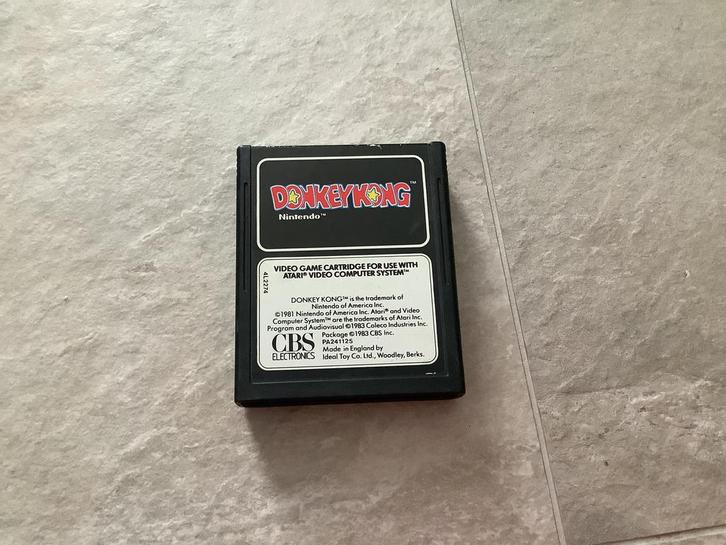 DONKEY KONG™
Nintendo™
VIDEO GAME CARTRIDGE FOR USE WITH
ATARI® VIDEO COMPUTER SYSTEM™
4L2274
DONKEY KONG™ is the trademark of
Nintendo of America Inc.
©1981 Nintendo of America Inc. Atari® and Video
Computer System™ are the trademarks of Atari Inc.
Program and Audiovisual ©1983 Coleco Industries Inc.
Package ©1983 CBS Inc.
PA241125
Made in England by
Ideal Toy Co. Ltd., Woodley, Berks.
CBS
ELECTRONICS